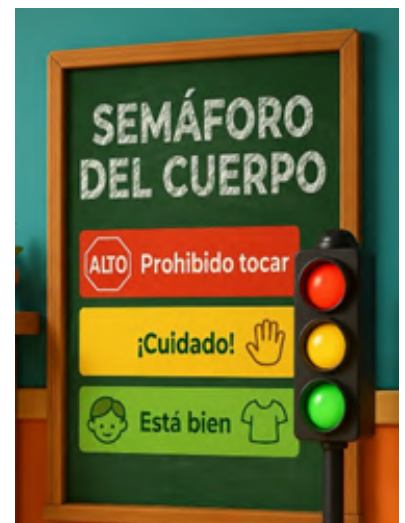 SEMÁFORO
DEL CUERPO
ALTO Prohibido tocar
¡Cuidado!
Está bien